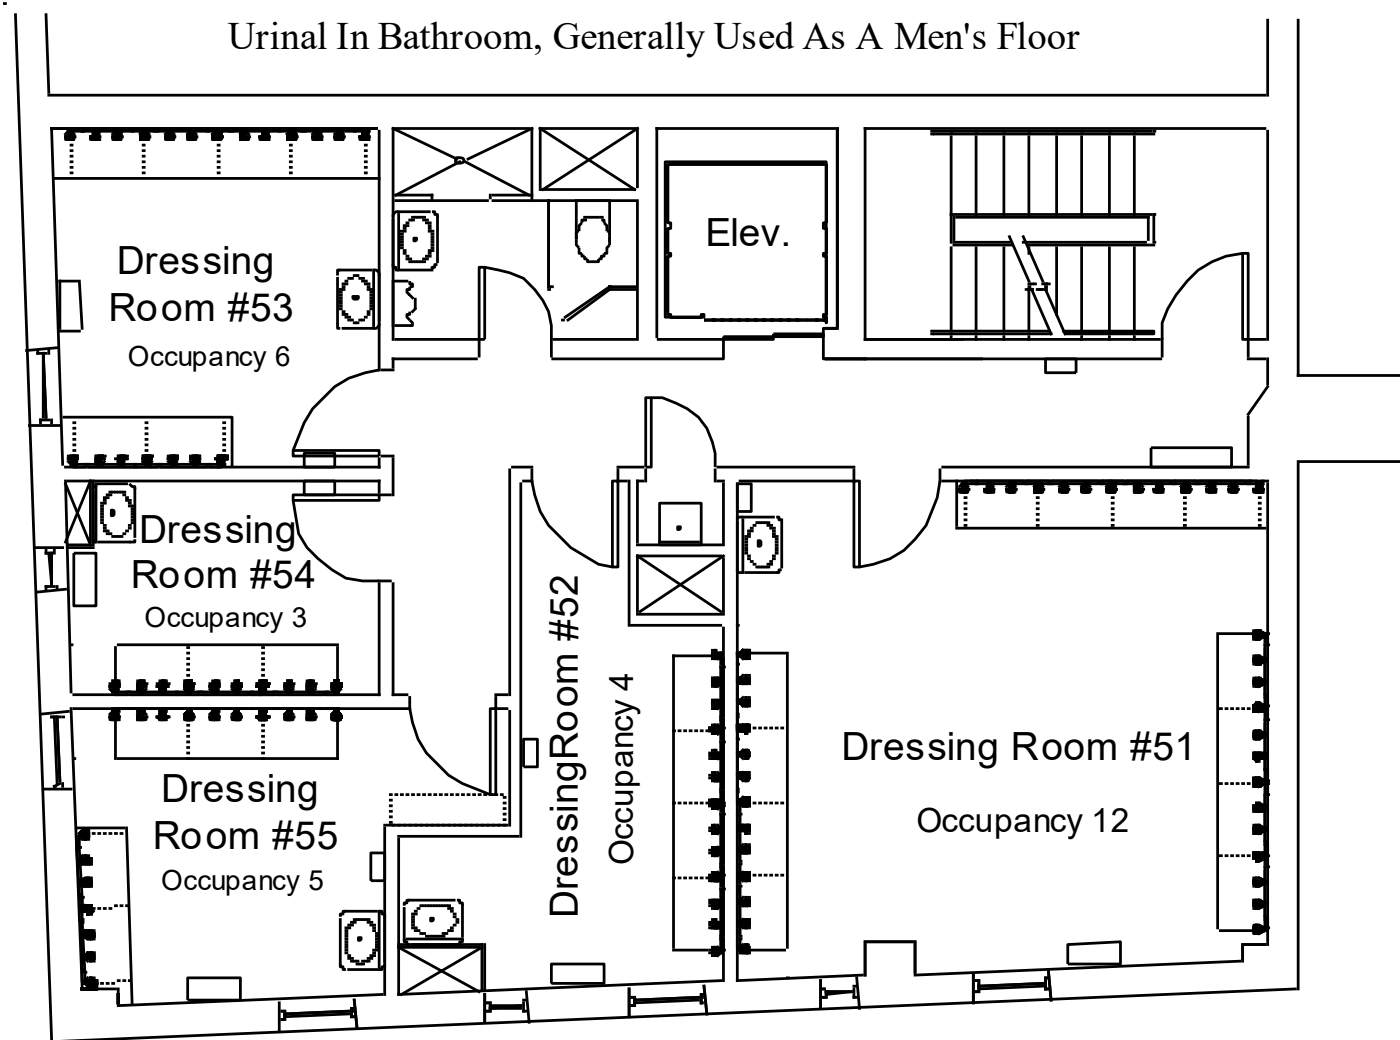 Urinal In Bathroom, Generally Used As A Men's Floor
Elev.
Dressing
Room #53
Occupancy 6
Dressing
Room #54
Occupancy 3
Dressing
Room #55
Occupancy 5
DressingRoom #52
Occupancy 4
Dressing Room #51
Occupancy 12